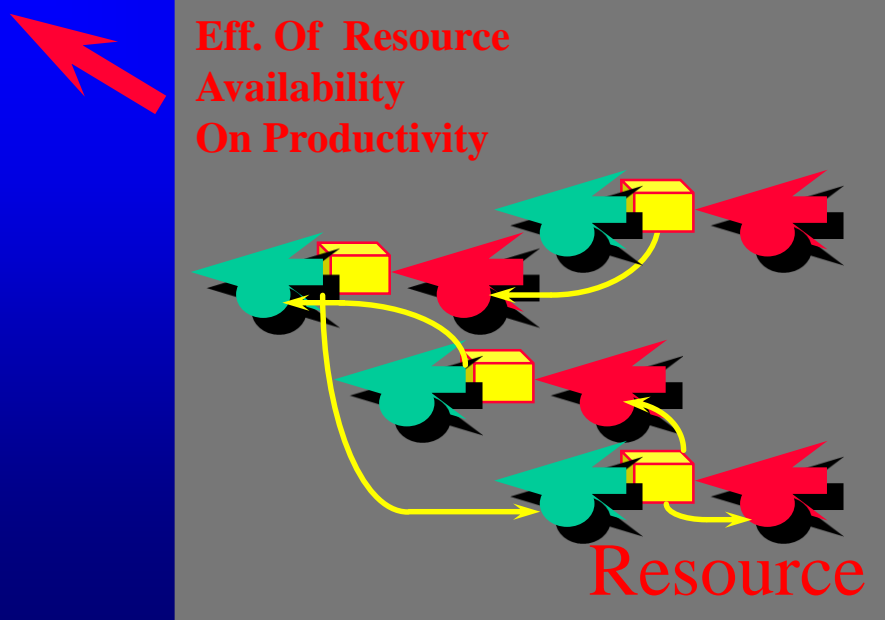 Eff. Of  Resource
Availability
On Productivity
Resource